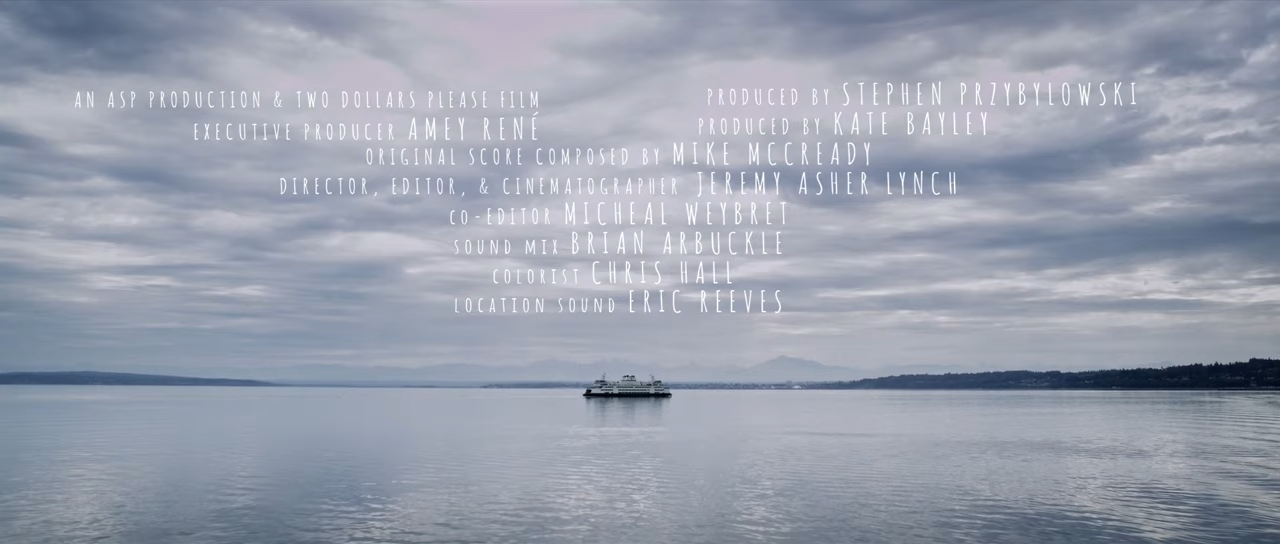 AN ASP PRODUCTION & TWO DOLLARS PLEASE FILM
PRODUCED BY STEPHEN PRZYBYLOWSKI
EXECUTIVE PRODUCER AMEY RENÉ
PRODUCED BY KATE BAYLEY
ORIGINAL SCORE COMPOSED BY MIKE MCCREADY
DIRECTOR, EDITOR, & CINEMATOGRAPHER JEREMY ASHER LYNCH
CO-EDITOR MICHEAL WEYBRET
SOUND MIX BRIAN ARBUCKLE
COLORIST CHRIS HALL
LOCATION SOUND ERIC REEVES